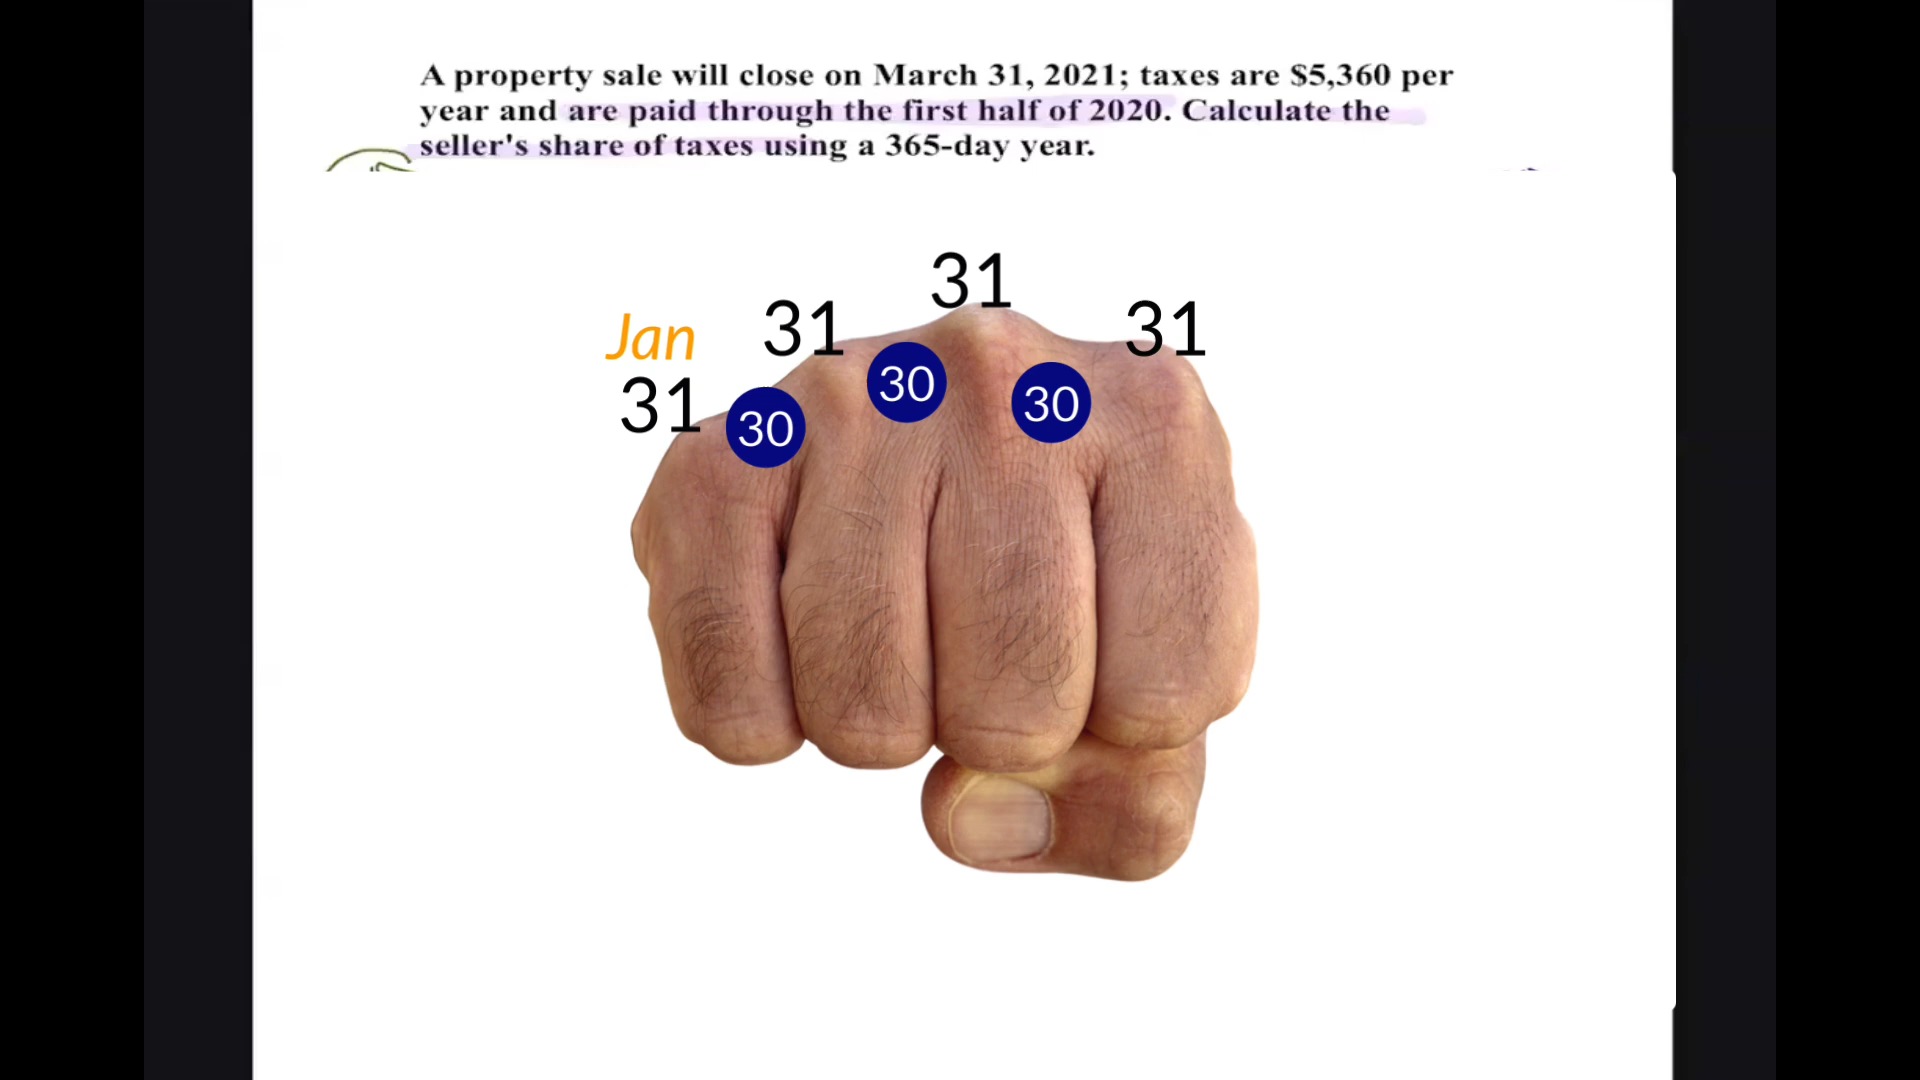 A property sale will close on March 31, 2021; taxes are $5,360 per
year and are paid through the first half of 2020. Calculate the
seller's share of taxes using a 365-day year.
31
Jan 31 31
31 30 30 30